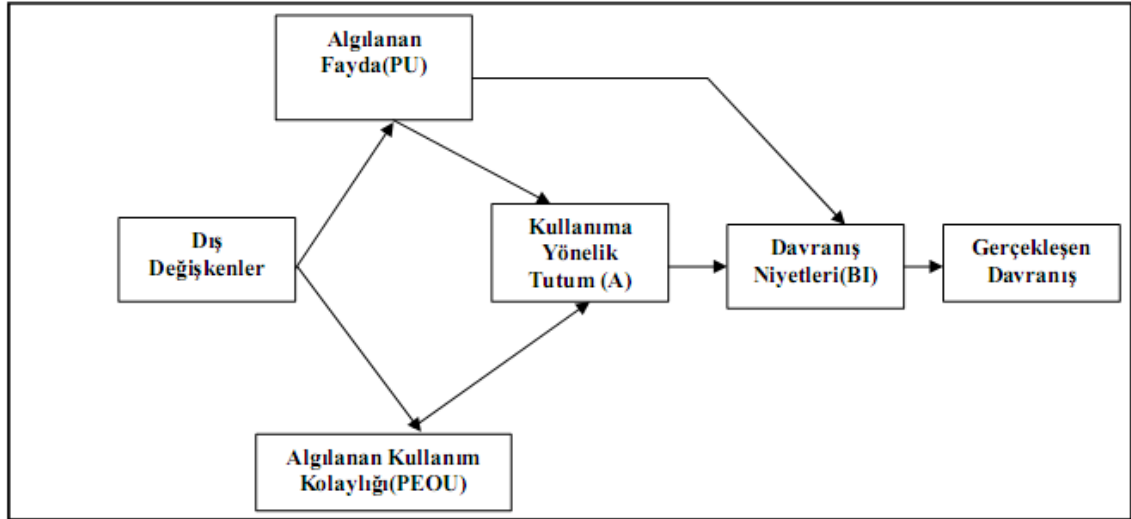 Algılanan
Fayda(PU)
Dış
Değişkenler
Kullanıma
Yönelik
Tutum (A)
Davranış
Niyetleri(BI)
Gerçekleşen
Davranış
Algılanan Kullanım
Kolaylığı(PEOU)